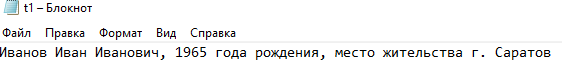 t1 – Блокнот
Файл Правка Формат Вид Справка
Иванов Иван Иванович, 1965 года рождения, место жительства г. Саратов